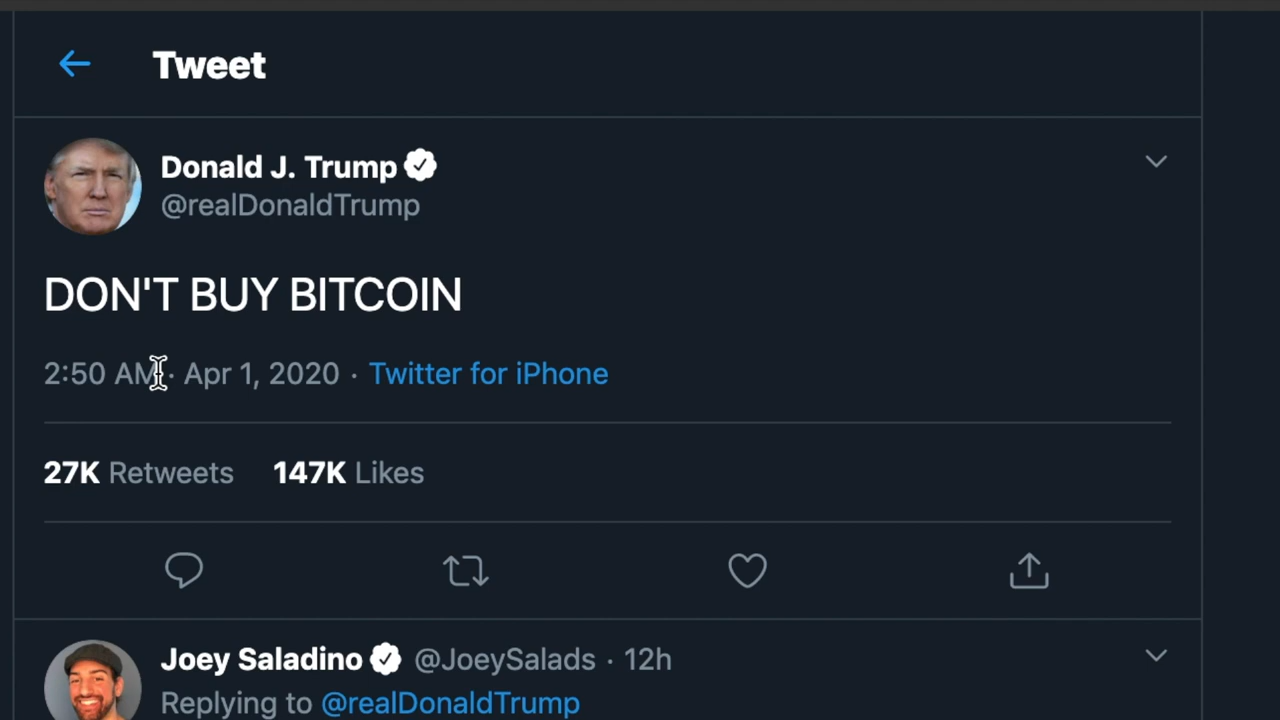 Tweet
Donald J. Trump
@realDonaldTrump
DON'T BUY BITCOIN
2:50 AM · Apr 1, 2020 · Twitter for iPhone
27K Retweets 147K Likes
Joey Saladino @JoeySalads · 12h
Replying to @realDonaldTrump